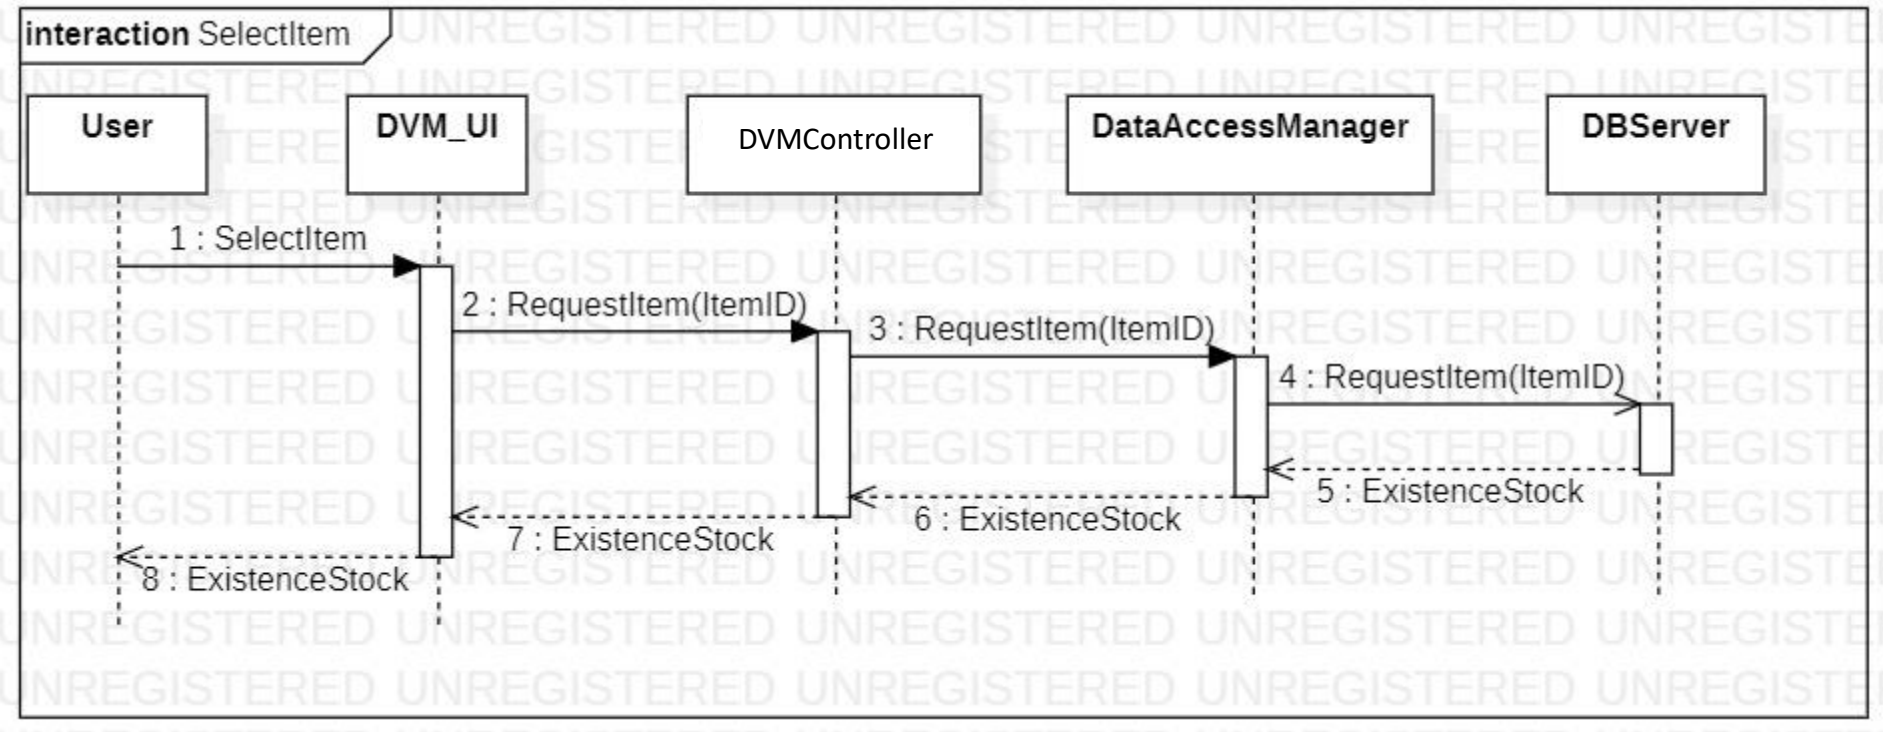 interaction SelectItem
User
DVM_UI
DVMController
DataAccessManager
DBServer
1 : SelectItem
2 : RequestItem(ItemID)
3 : RequestItem(ItemID)
4 : RequestItem(ItemID)
5 : ExistenceStock
6 : ExistenceStock
7 : ExistenceStock
8 : ExistenceStock
UNREGISTERED